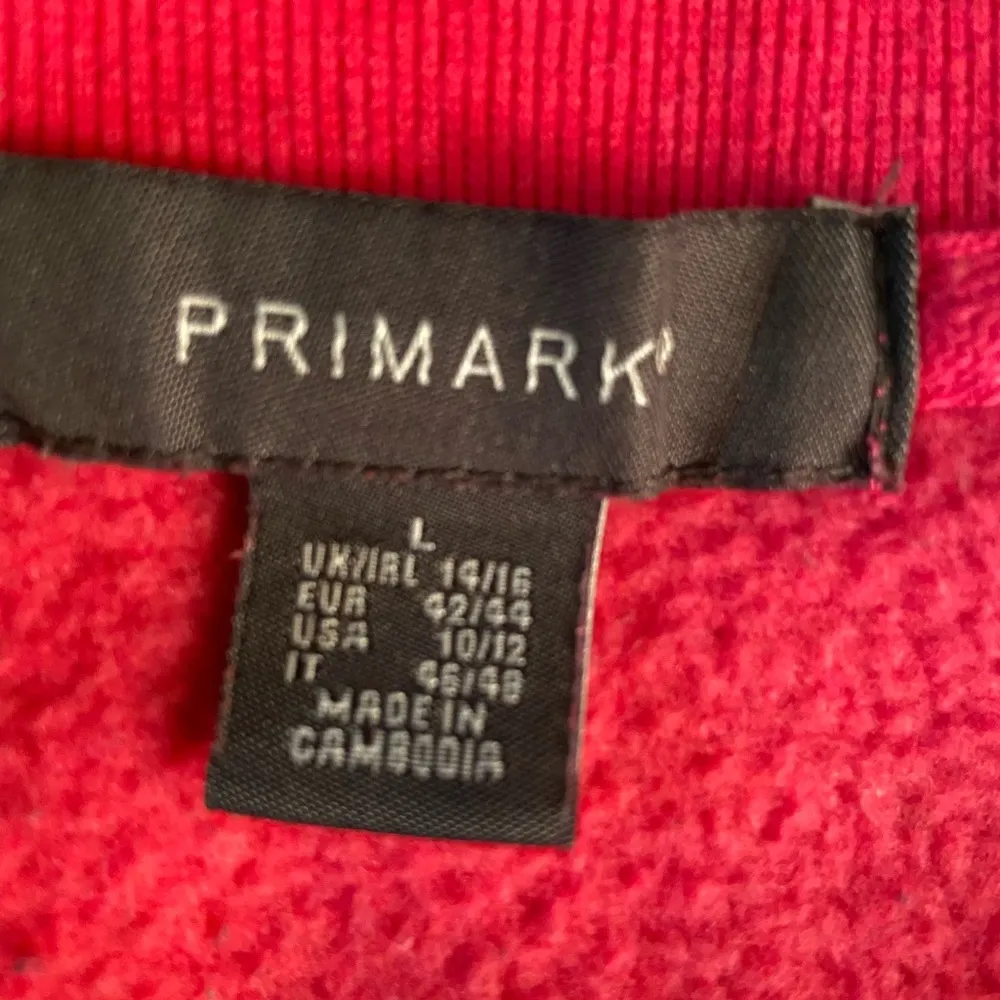 PRIMARK®
L
UK/IRL 14/16
EUR 42/44
USA 10/12
IT 46/48
MADE IN
CAMBODIA